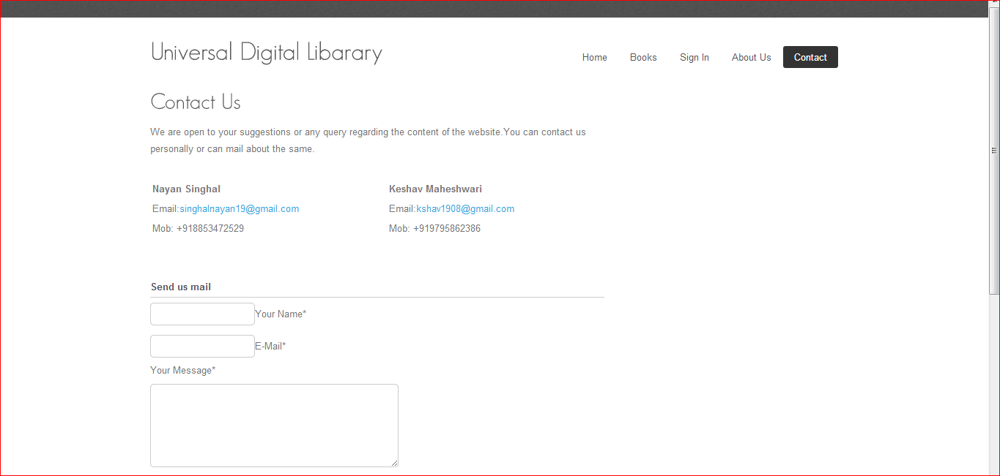 Universal Digital Libarary
Home Books Sign In About Us Contact
Contact Us
We are open to your suggestions or any query regarding the content of the website.You can contact us
personally or can mail about the same.
Nayan Singhal Keshav Maheshwari
Email:singhalnayan19@gmail.com Email:kshav1908@gmail.com
Mob: +918853472529 Mob: +919795862386
Send us mail
Your Name*
E-Mail*
Your Message*